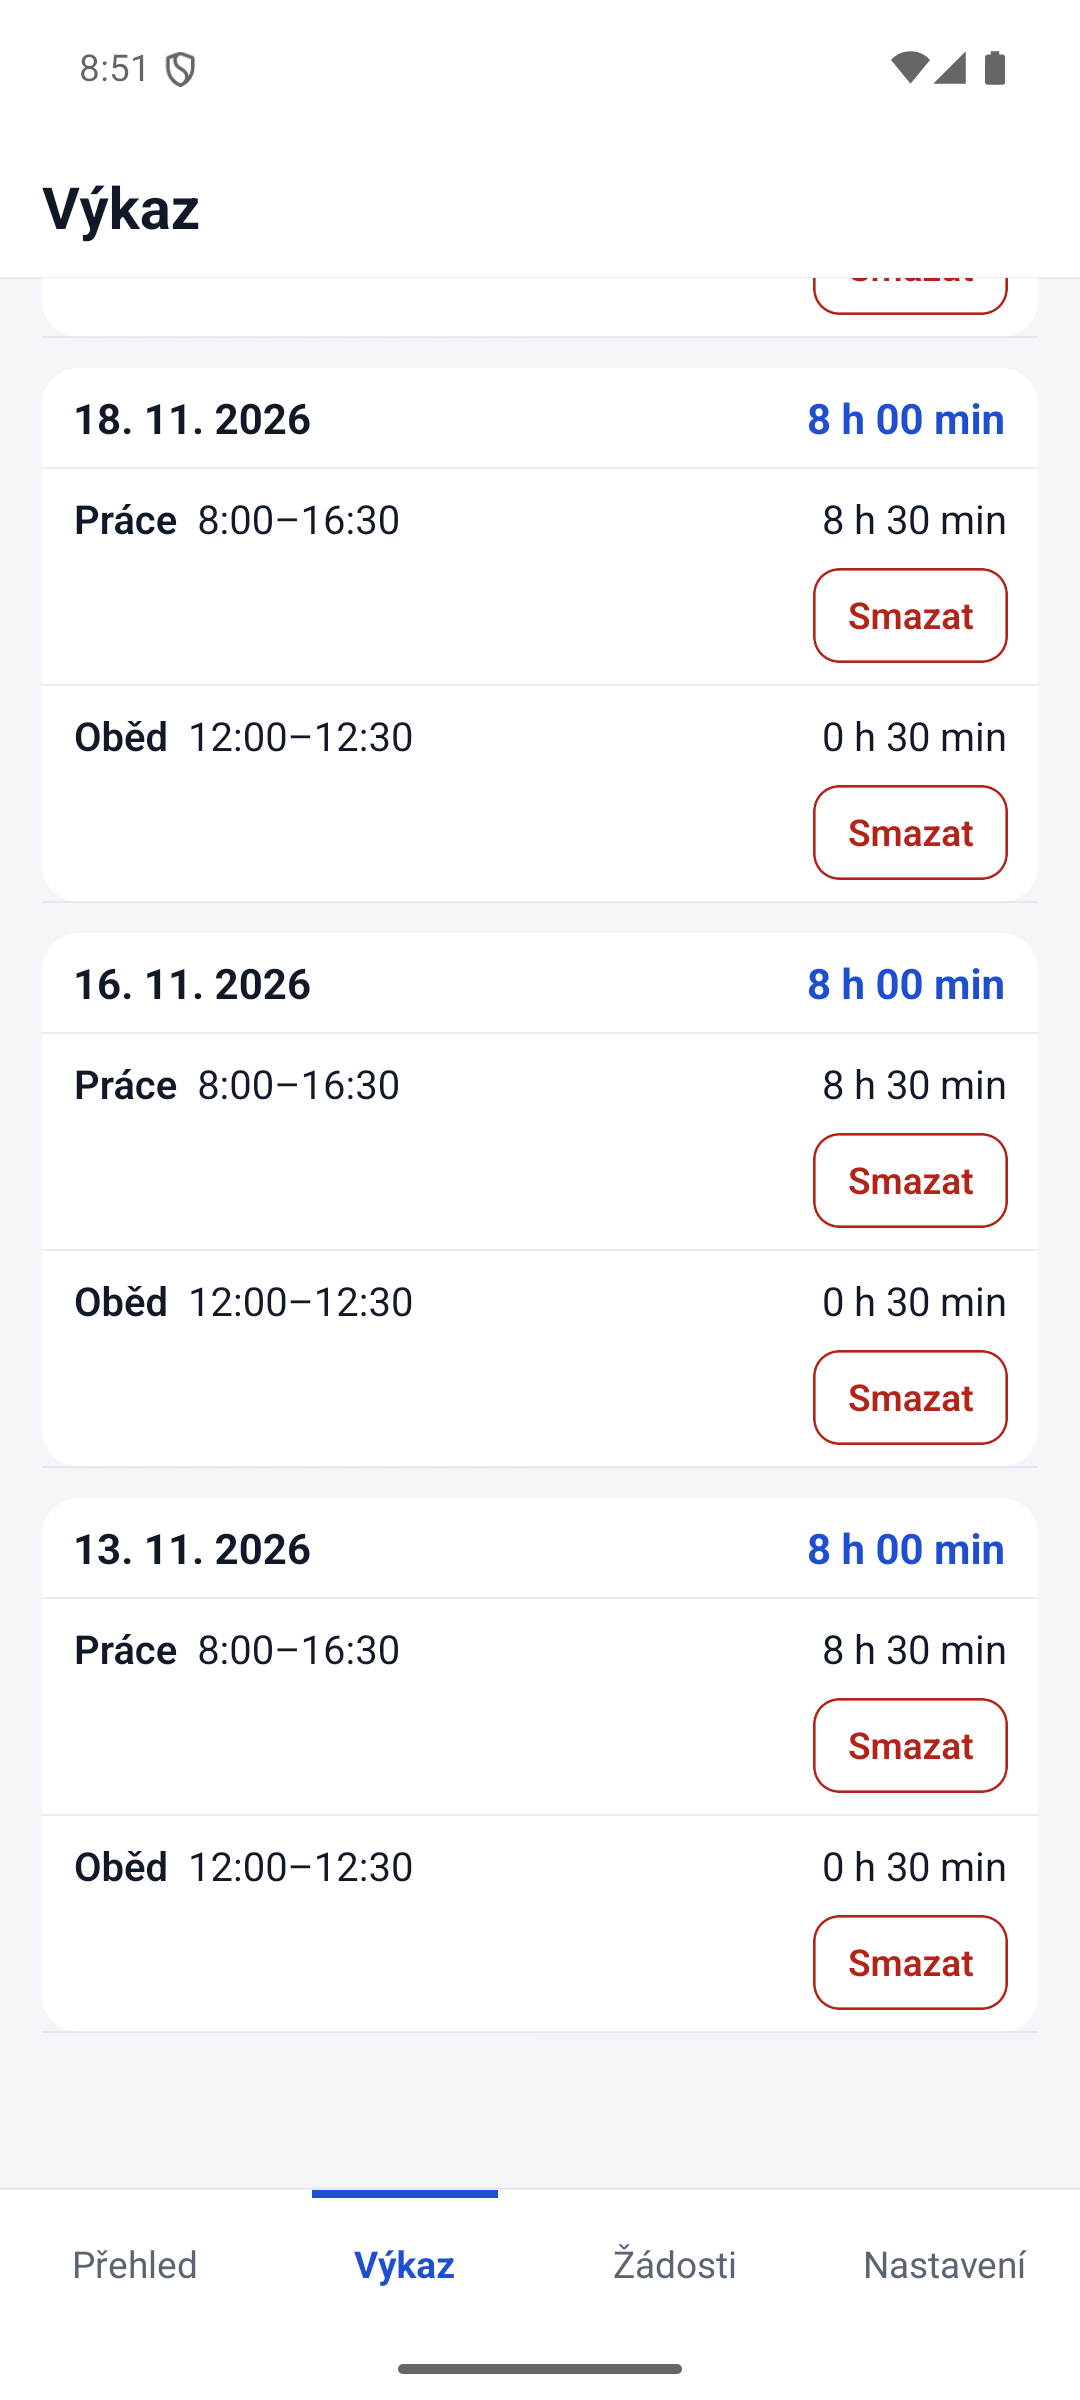 8:51
Výkaz
Smazat
18. 11. 2026 8 h 00 min
Práce 8:00–16:30 8 h 30 min
Smazat
Oběd 12:00–12:30 0 h 30 min
Smazat
16. 11. 2026 8 h 00 min
Práce 8:00–16:30 8 h 30 min
Smazat
Oběd 12:00–12:30 0 h 30 min
Smazat
13. 11. 2026 8 h 00 min
Práce 8:00–16:30 8 h 30 min
Smazat
Oběd 12:00–12:30 0 h 30 min
Smazat
Přehled Výkaz Žádosti Nastavení